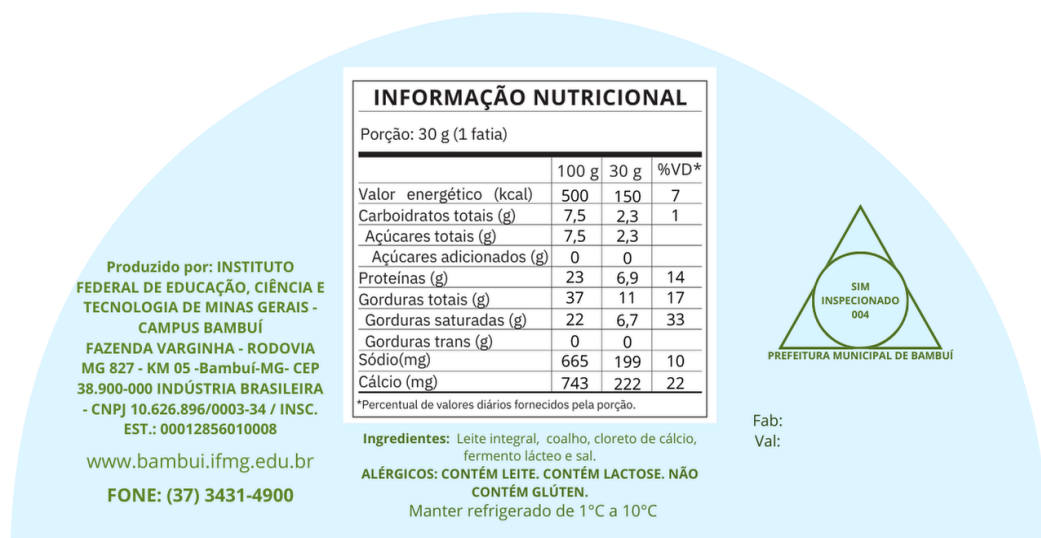 INFORMAÇÃO NUTRICIONAL
Porção: 30 g (1 fatia)
100 g 30 g %VD*
Valor energético (kcal) 500 150 7
Carboidratos totais (g) 7,5 2,3 1
Açúcares totais (g) 7,5 2,3
Açúcares adicionados (g) 0 0
Proteínas (g) 23 6,9 14
Gorduras totais (g) 37 11 17
Gorduras saturadas (g) 22 6,7 33
Gorduras trans (g) 0 0
Sódio(mg) 665 199 10
Cálcio (mg) 743 222 22
*Percentual de valores diários fornecidos pela porção.
Ingredientes: Leite integral, coalho, cloreto de cálcio,
fermento lácteo e sal.
ALÉRGICOS: CONTÉM LEITE. CONTÉM LACTOSE. NÃO
CONTÉM GLÚTEN.
Manter refrigerado de 1°C a 10°C
Produzido por: INSTITUTO
FEDERAL DE EDUCAÇÃO, CIÊNCIA E
TECNOLOGIA DE MINAS GERAIS -
CAMPUS BAMBUÍ
FAZENDA VARGINHA - RODOVIA
MG 827 - KM 05 -Bambuí-MG- CEP
38.900-000 INDÚSTRIA BRASILEIRA
- CNPJ 10.626.896/0003-34 / INSC.
EST.: 00012856010008
www.bambui.ifmg.edu.br
FONE: (37) 3431-4900
SIM
INSPECIONADO
004
PREFEITURA MUNICIPAL DE BAMBUÍ
Fab:
Val: